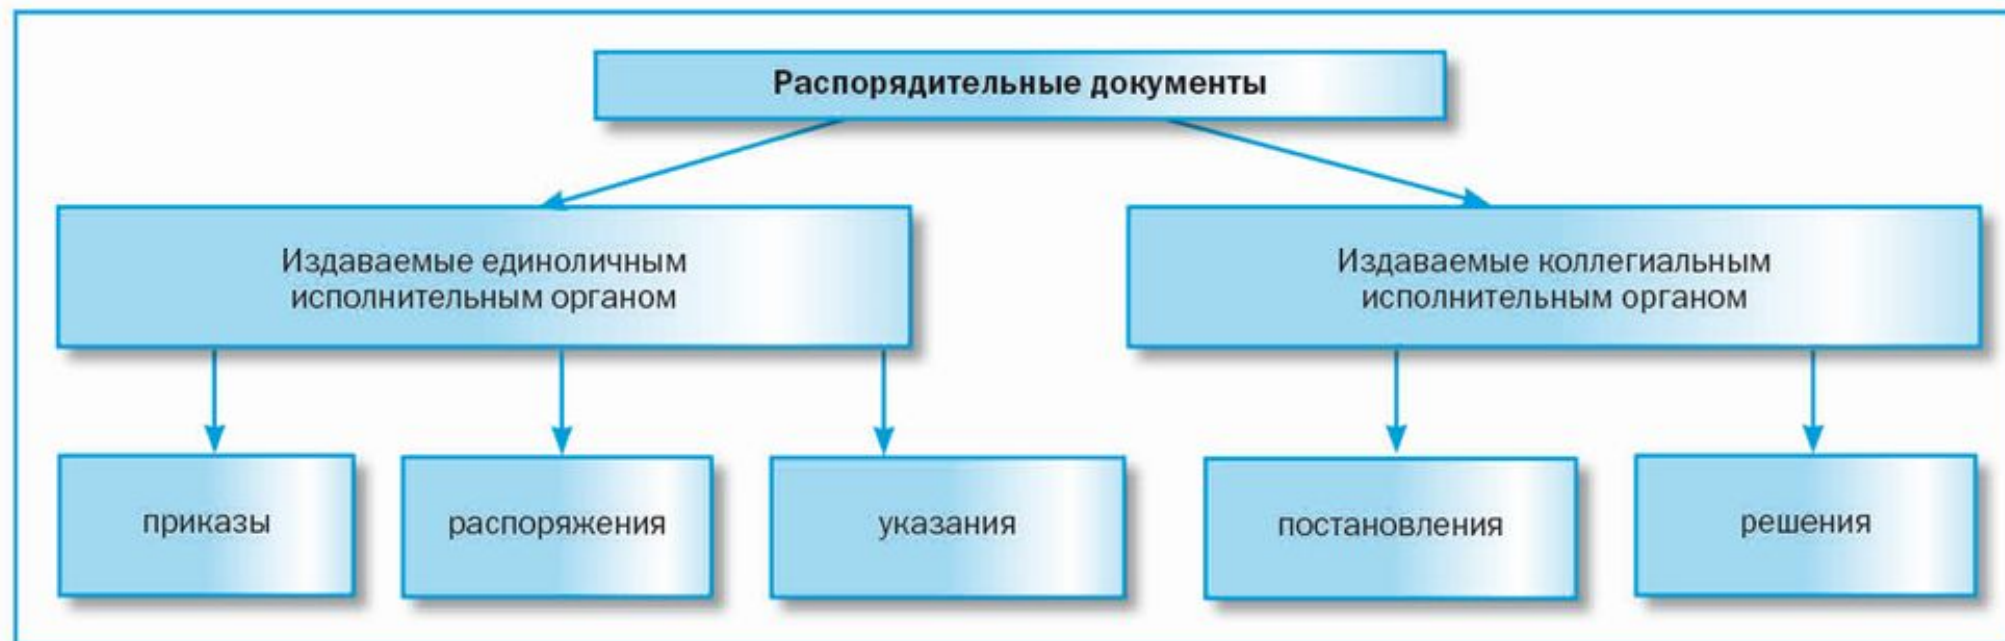 Распорядительные документы
Издаваемые единоличным
исполнительным органом
Издаваемые коллегиальным
исполнительным органом
приказы
распоряжения
указания
постановления
решения